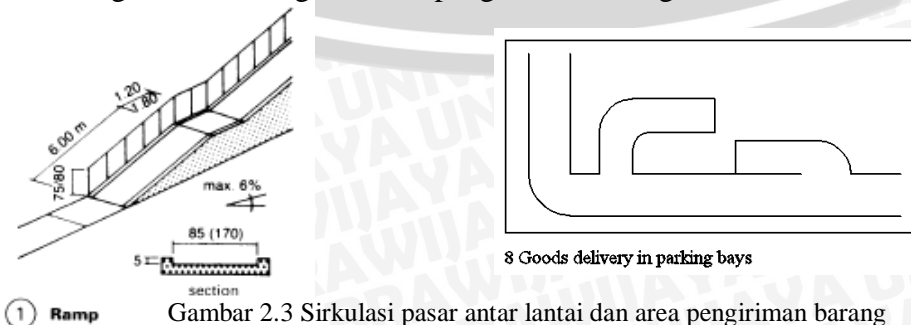 1.20
1.80
6.00 m
75/80
max. 6%
85 (170)
5
section
1 Ramp
8 Goods delivery in parking bays
Gambar 2.3 Sirkulasi pasar antar lantai dan area pengiriman barang